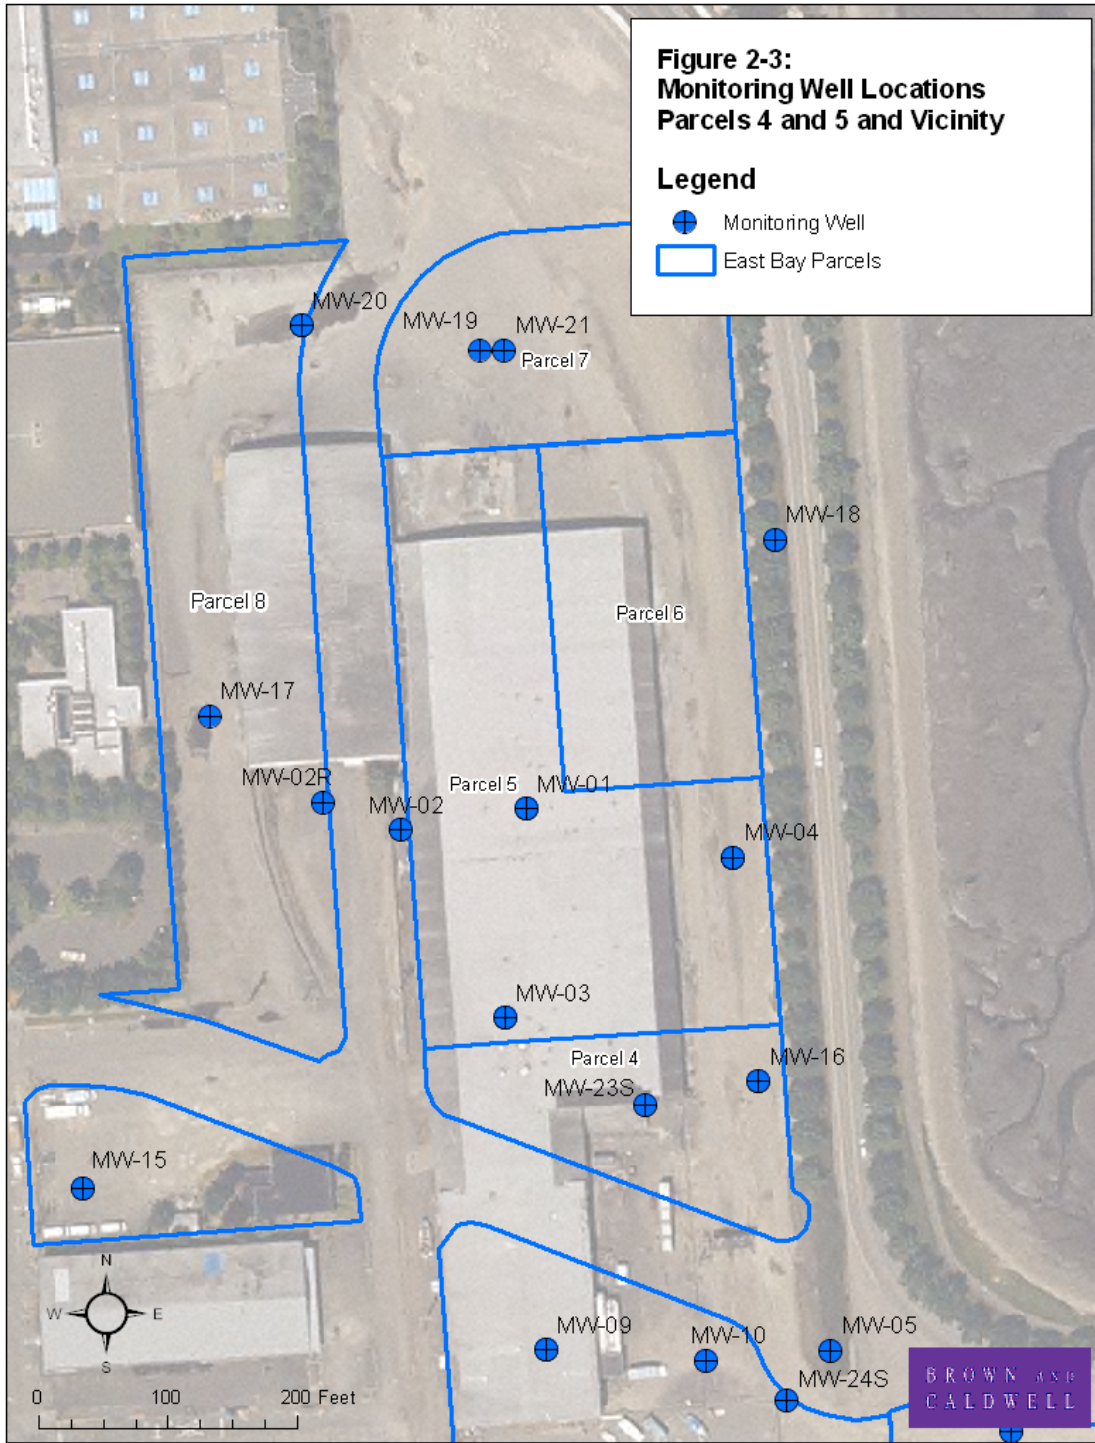 Figure 2-3:
Monitoring Well Locations
Parcels 4 and 5 and Vicinity
Legend
Monitoring Well
East Bay Parcels
MW-20
MW-19
MW-21
Parcel 7
MW-18
Parcel 8
Parcel 6
MW-17
MW-02R
MW-02
Parcel 5
MW-01
MW-04
MW-03
Parcel 4
MW-16
MW-23S
MW-15
N
W E
S
MW-09
MW-10
MW-05
MW-24S
0 100 200 Feet
BROWN AND
CALDWELL